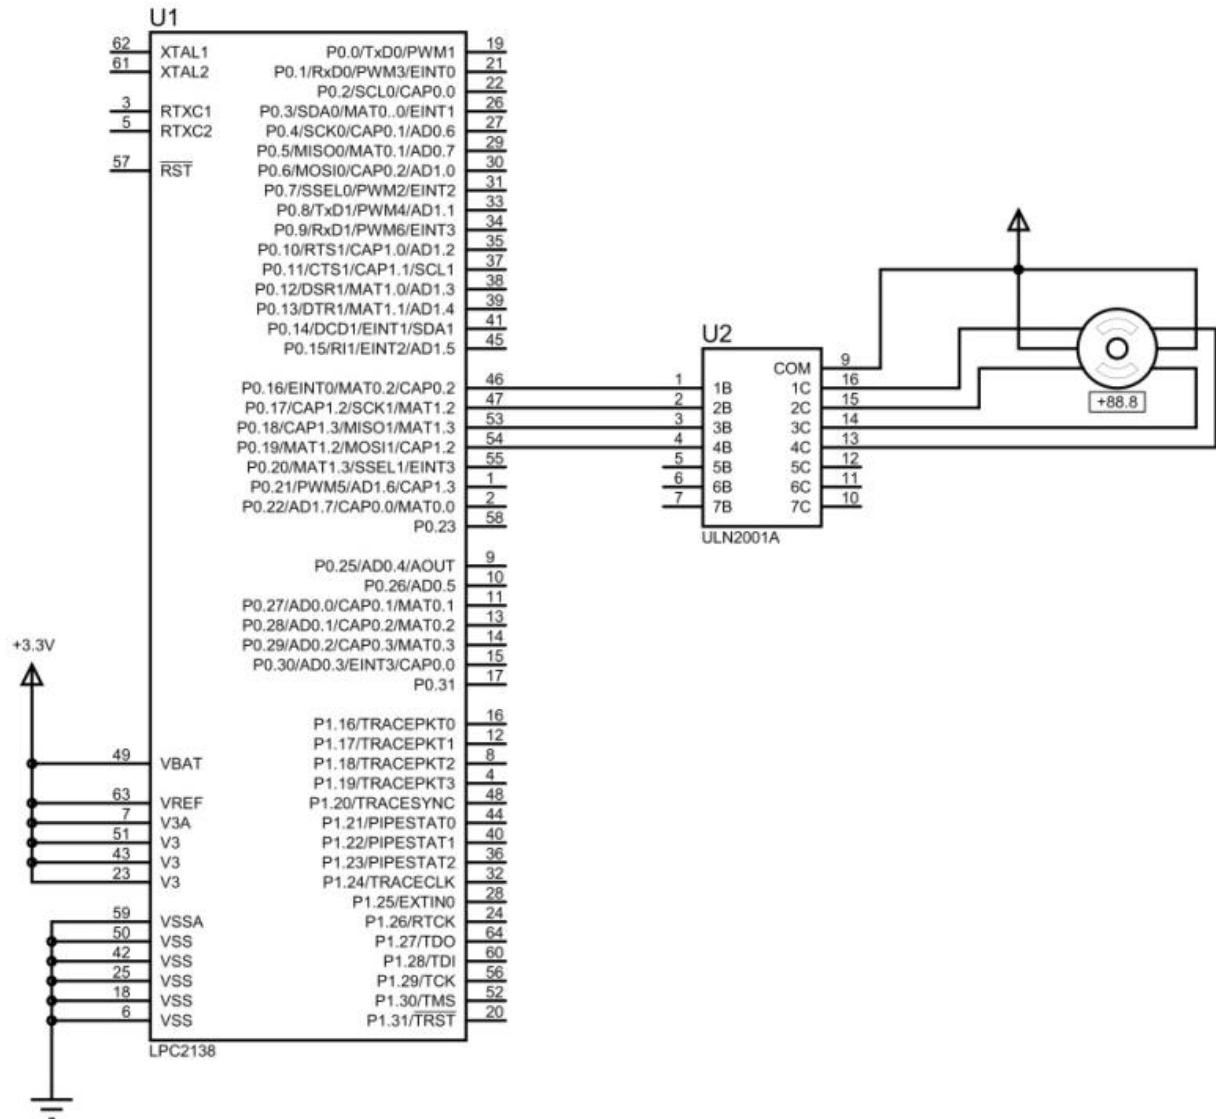 U1
62 XTAL1 P0.0/TxD0/PWM1 19
61 XTAL2 P0.1/RxD0/PWM3/EINT0 21
P0.2/SCL0/CAP0.0 22
3 RTXC1 P0.3/SDA0/MAT0..0/EINT1 26
5 RTXC2 P0.4/SCK0/CAP0.1/AD0.6 27
P0.5/MISO0/MAT0.1/AD0.7 29
57 RST P0.6/MOSI0/CAP0.2/AD1.0 30
P0.7/SSEL0/PWM2/EINT2 31
P0.8/TxD1/PWM4/AD1.1 33
P0.9/RxD1/PWM6/EINT3 34
P0.10/RTS1/CAP1.0/AD1.2 35
P0.11/CTS1/CAP1.1/SCL1 37
P0.12/DSR1/MAT1.0/AD1.3 38
P0.13/DTR1/MAT1.1/AD1.4 39
P0.14/DCD1/EINT1/SDA1 41
P0.15/RI1/EINT2/AD1.5 45
P0.16/EINT0/MAT0.2/CAP0.2 46
P0.17/CAP1.2/SCK1/MAT1.2 47
P0.18/CAP1.3/MISO1/MAT1.3 53
P0.19/MAT1.2/MOSI1/CAP1.2 54
P0.20/MAT1.3/SSEL1/EINT3 55
P0.21/PWM5/AD1.6/CAP1.3 1
P0.22/AD1.7/CAP0.0/MAT0.0 2
P0.23 58
P0.25/AD0.4/AOUT 9
P0.26/AD0.5 10
P0.27/AD0.0/CAP0.1/MAT0.1 11
P0.28/AD0.1/CAP0.2/MAT0.2 13
P0.29/AD0.2/CAP0.3/MAT0.3 14
P0.30/AD0.3/EINT3/CAP0.0 15
P0.31 17
+3.3V
P1.16/TRACEPKT0 16
P1.17/TRACEPKT1 12
49 VBAT P1.18/TRACEPKT2 8
P1.19/TRACEPKT3 4
63 VREF P1.20/TRACESYNC 48
7 V3A P1.21/PIPESTAT0 44
51 V3 P1.22/PIPESTAT1 40
43 V3 P1.23/PIPESTAT2 36
23 V3 P1.24/TRACECLK 32
P1.25/EXTIN0 28
59 VSSA P1.26/RTCK 24
50 VSS P1.27/TDO 64
42 VSS P1.28/TDI 60
25 VSS P1.29/TCK 56
18 VSS P1.30/TMS 52
6 VSS P1.31/TRST 20
LPC2138
U2
COM 9
1 1B 1C 16
2 2B 2C 15
3 3B 3C 14
4 4B 4C 13
5 5B 5C 12
6 6B 6C 11
7 7B 7C 10
ULN2001A
+88.8